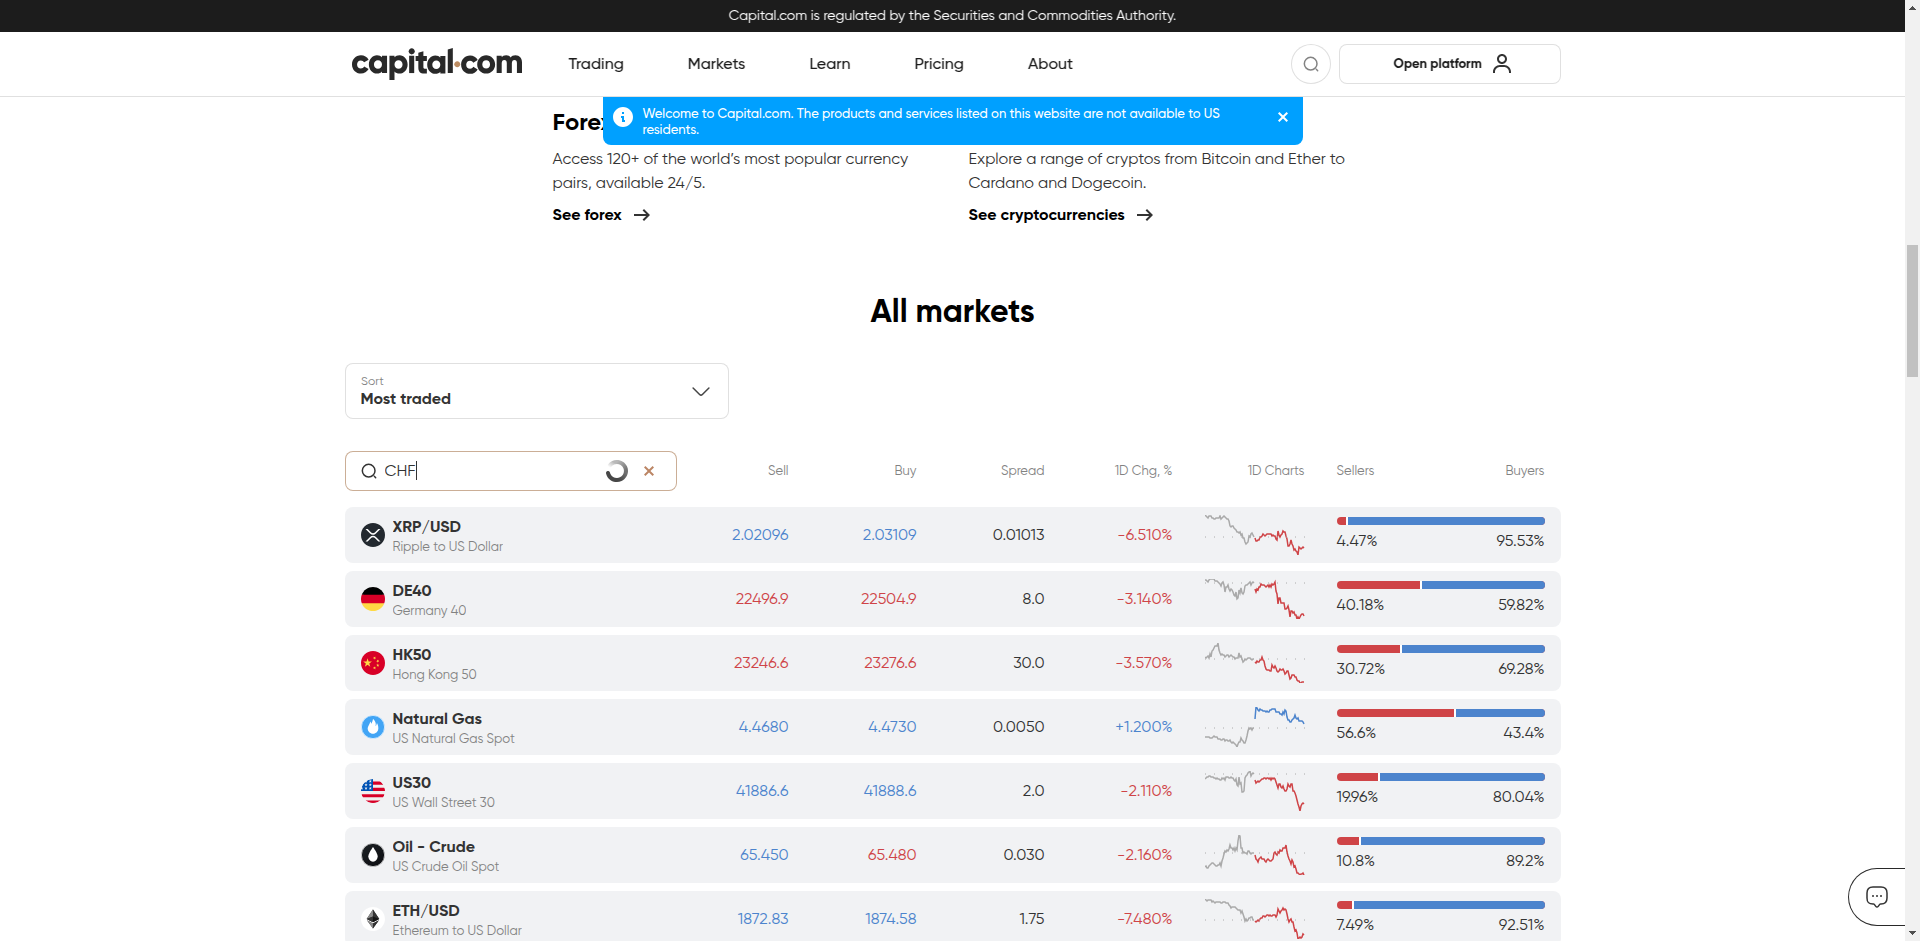 Capital.com is regulated by the Securities and Commodities Authority.
capital.com Trading Markets Learn Pricing About Open platform
Welcome to Capital.com. The products and services listed on this website are not available to US
residents.
Access 120+ of the world's most popular currency
pairs, available 24/5.
See forex
Explore a range of cryptos from Bitcoin and Ether to
Cardano and Dogecoin.
See cryptocurrencies
All markets
Sort
Most traded
CHF Sell Buy Spread 1D Chg, % 1D Charts Sellers Buyers
XRP/USD
Ripple to US Dollar
2.02096 2.03109 0.01013 -6.510% 4.47% 95.53%
DE40
Germany 40
22496.9 22504.9 8.0 -3.140% 40.18% 59.82%
HK50
Hong Kong 50
23246.6 23276.6 30.0 -3.570% 30.72% 69.28%
Natural Gas
US Natural Gas Spot
4.4680 4.4730 0.0050 +1.200% 56.6% 43.4%
US30
US Wall Street 30
41886.6 41888.6 2.0 -2.110% 19.96% 80.04%
Oil - Crude
US Crude Oil Spot
65.450 65.480 0.030 -2.160% 10.8% 89.2%
ETH/USD
Ethereum to US Dollar
1872.83 1874.58 1.75 -7.480% 7.49% 92.51%